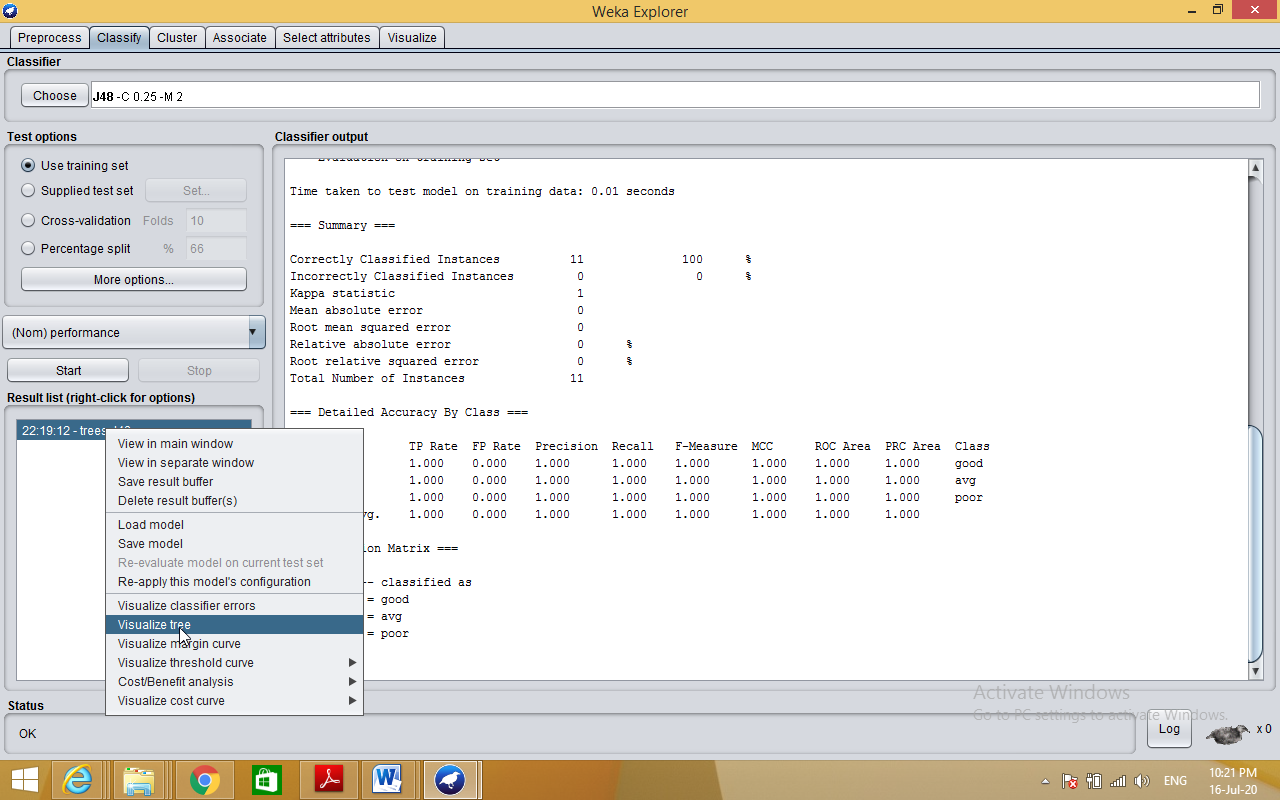 Weka Explorer
Preprocess Classify Cluster Associate Select attributes Visualize
Classifier
Choose J48 -C 0.25 -M 2
Test options
Use training set
Supplied test set Set...
Cross-validation Folds 10
Percentage split % 66
More options...
(Nom) performance
Start Stop
Result list (right-click for options)
22:19:12 - trees.J48
View in main window
View in separate window
Save result buffer
Delete result buffer(s)
Load model
Save model
Re-evaluate model on current test set
Re-apply this model's configuration
Visualize classifier errors
Visualize tree
Visualize margin curve
Visualize threshold curve
Cost/Benefit analysis
Visualize cost curve
Classifier output
Evaluation on training set
Time taken to test model on training data: 0.01 seconds
=== Summary ===
Correctly Classified Instances 11 100 %
Incorrectly Classified Instances 0 0 %
Kappa statistic 1
Mean absolute error 0
Root mean squared error 0
Relative absolute error 0 %
Root relative squared error 0 %
Total Number of Instances 11
=== Detailed Accuracy By Class ===
TP Rate FP Rate Precision Recall F-Measure MCC ROC Area PRC Area Class
1.000 0.000 1.000 1.000 1.000 1.000 1.000 1.000 good
1.000 0.000 1.000 1.000 1.000 1.000 1.000 1.000 avg
1.000 0.000 1.000 1.000 1.000 1.000 1.000 1.000 poor
vg. 1.000 0.000 1.000 1.000 1.000 1.000 1.000 1.000
on Matrix ===
-- classified as
= good
= avg
= poor
Activate Windows
Go to PC settings to activate Windows.
Status
OK
Log x 0
ENG
10:21 PM
16-Jul-20